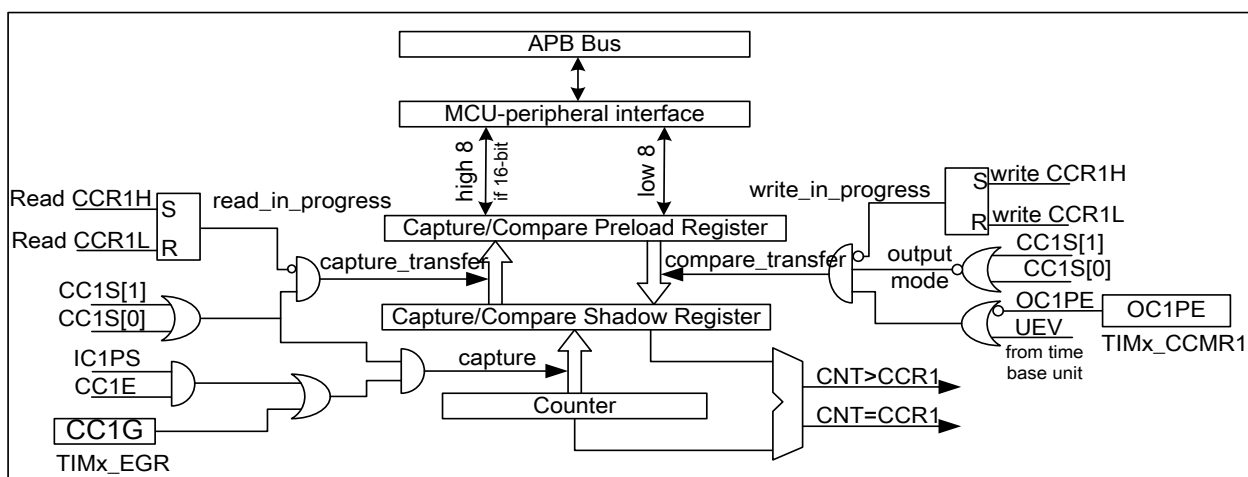 APB Bus
MCU-peripheral interface
high 8
if 16-bit
low 8
Read CCR1H
S
read_in_progress
Read CCR1L
R
write_in_progress
S
write CCR1H
R
write CCR1L
Capture/Compare Preload Register
capture_transfer
compare_transfer
output
mode
CC1S[1]
CC1S[0]
CC1S[1]
CC1S[0]
Capture/Compare Shadow Register
OC1PE
OC1PE
UEV
TIMx_CCMR1
from time
base unit
IC1PS
CC1E
capture
Counter
CNT>CCR1
CNT=CCR1
CC1G
TIMx_EGR